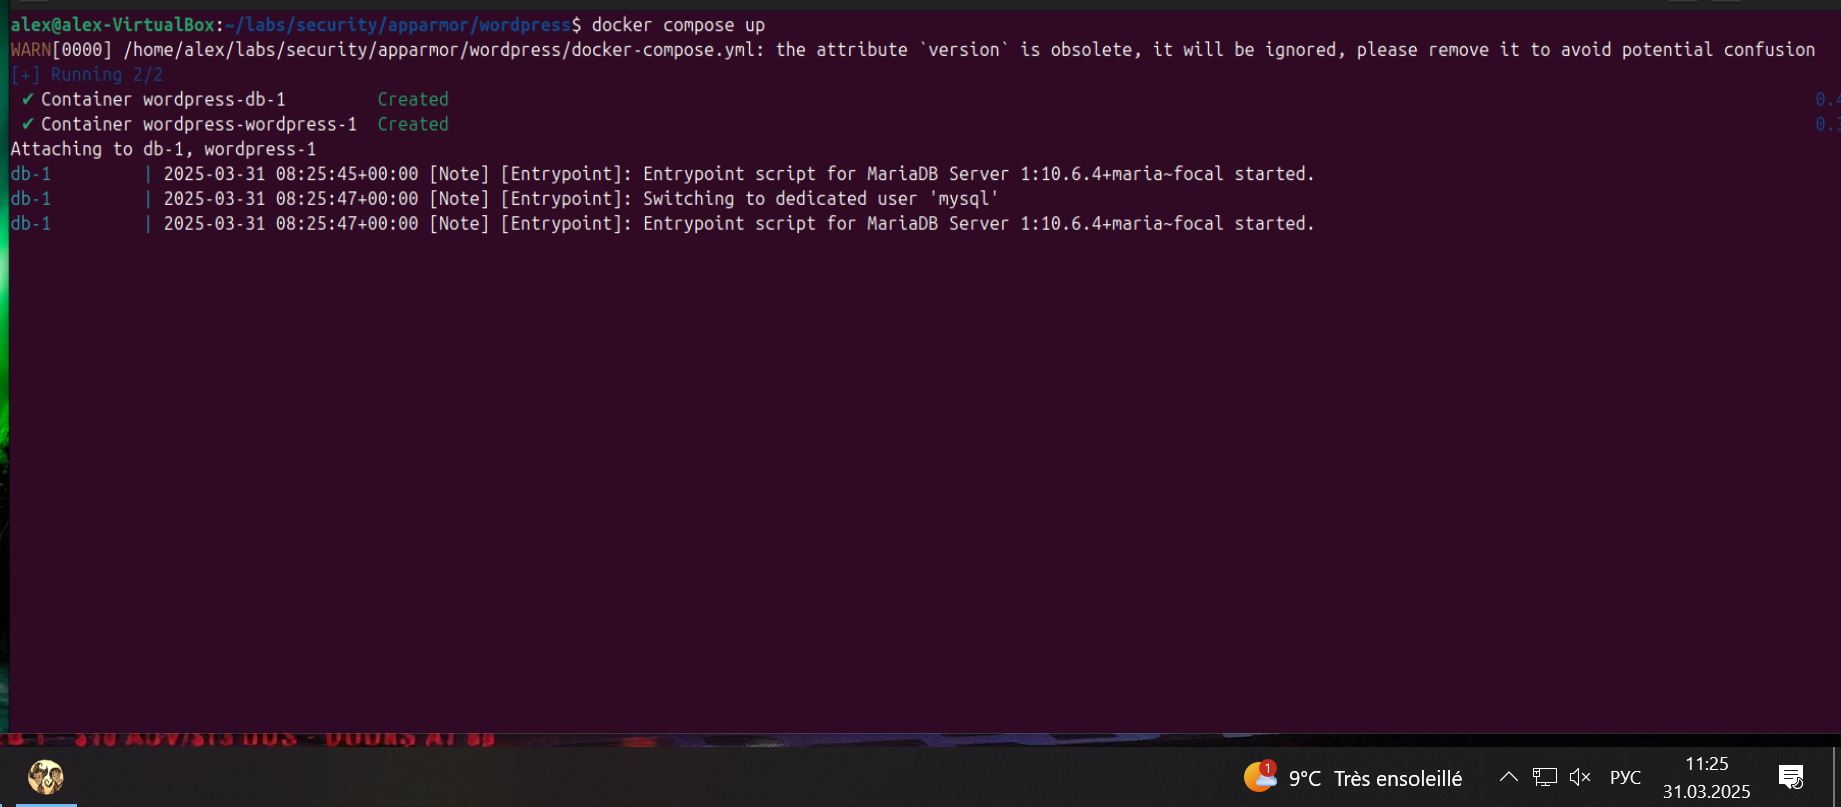 alex@alex-VirtualBox:~/labs/security/apparmor/wordpress$ docker compose up
WARN[0000] /home/alex/labs/security/apparmor/wordpress/docker-compose.yml: the attribute `version` is obsolete, it will be ignored, please remove it to avoid potential confusion
[+] Running 2/2
✔ Container wordpress-db-1 Created
✔ Container wordpress-wordpress-1 Created
Attaching to db-1, wordpress-1
db-1 | 2025-03-31 08:25:45+00:00 [Note] [Entrypoint]: Entrypoint script for MariaDB Server 1:10.6.4+maria~focal started.
db-1 | 2025-03-31 08:25:47+00:00 [Note] [Entrypoint]: Switching to dedicated user 'mysql'
db-1 | 2025-03-31 08:25:47+00:00 [Note] [Entrypoint]: Entrypoint script for MariaDB Server 1:10.6.4+maria~focal started.
1
9°C Très ensoleillé
РУС
11:25
31.03.2025